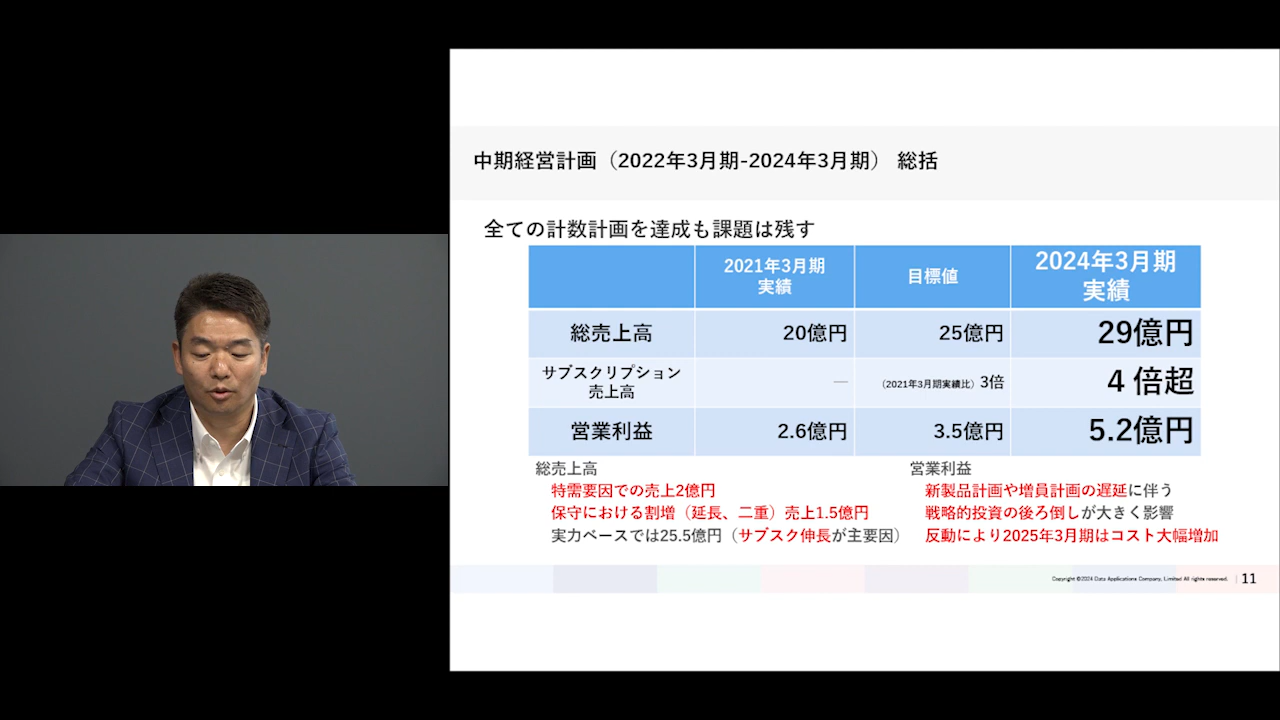 中期経営計画（2022年3月期-2024年3月期） 総括
全ての計数計画を達成も課題は残す
2021年3月期
実績
目標値
2024年3月期
実績
総売上高
20億円
25億円
29億円
サブスクリプション
売上高
―
（2021年3月期実績比）3倍
4 倍超
営業利益
2.6億円
3.5億円
5.2億円
総売上高
特需要因での売上2億円
保守における割増（延長、二重）売上1.5億円
実力ベースでは25.5億円（サブスク伸長が主要因）
営業利益
新製品計画や増員計画の遅延に伴う
戦略的投資の後ろ倒しが大きく影響
反動により2025年3月期はコスト大幅増加
Copyright ©2024 Data Applications Company, Limited All rights reserved.
11